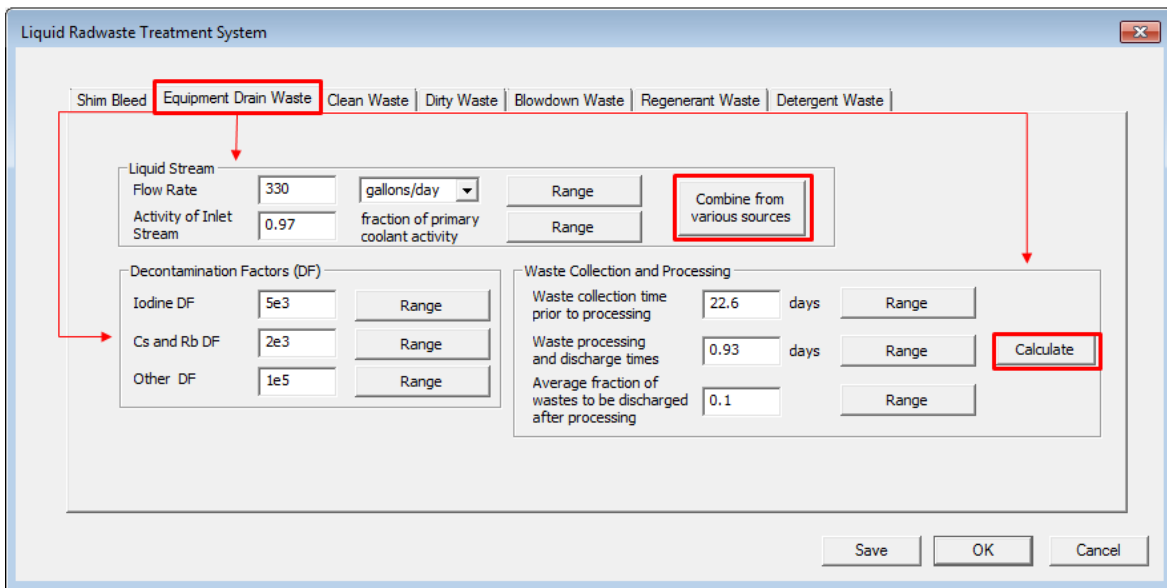 Liquid Radwaste Treatment System
Shim Bleed Equipment Drain Waste Clean Waste Dirty Waste Blowdown Waste Regenerant Waste Detergent Waste
Liquid Stream
Flow Rate 330 gallons/day Range
Activity of Inlet
Stream 0.97 fraction of primary
coolant activity Range
Combine from
various sources
Decontamination Factors (DF)
Iodine DF 5e3 Range
Cs and Rb DF 2e3 Range
Other DF 1e5 Range
Waste Collection and Processing
Waste collection time
prior to processing 22.6 days Range
Waste processing
and discharge times 0.93 days Range
Average fraction of
wastes to be discharged
after processing 0.1 Range
Calculate
Save OK Cancel